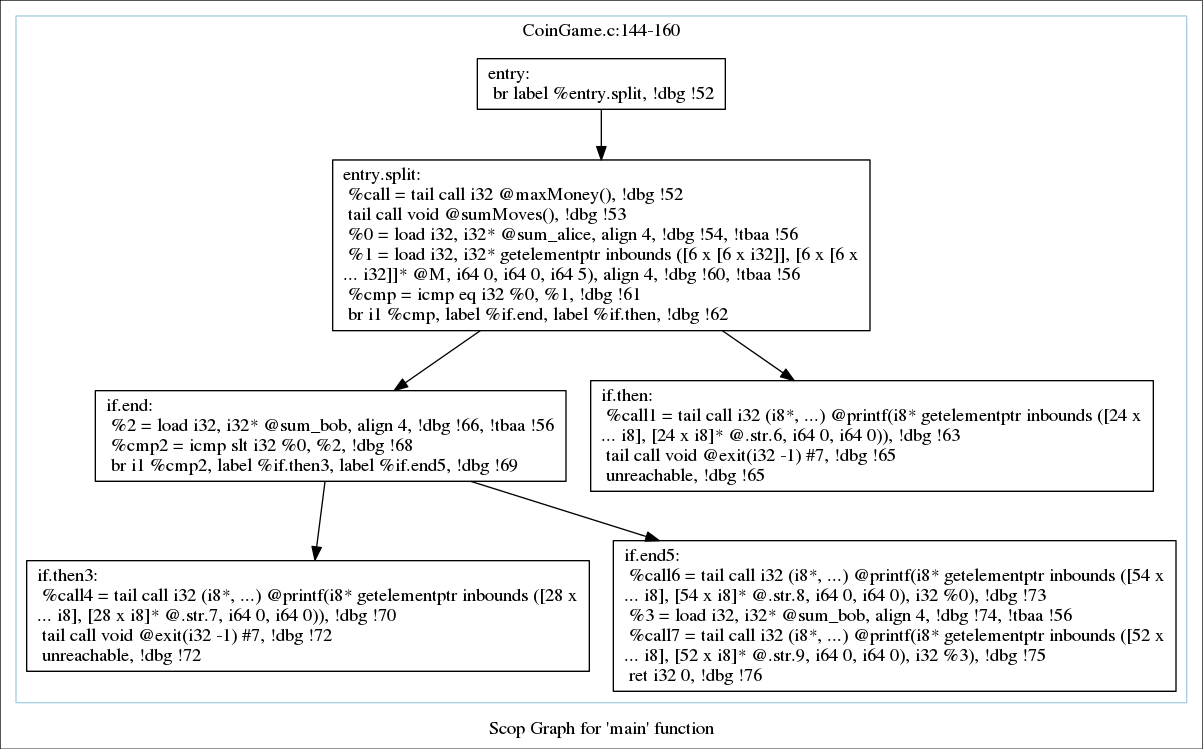 CoinGame.c:144-160
entry:
br label %entry.split, !dbg !52
entry.split:
%call = tail call i32 @maxMoney(), !dbg !52
tail call void @sumMoves(), !dbg !53
%0 = load i32, i32* @sum_alice, align 4, !dbg !54, !tbaa !56
%1 = load i32, i32* getelementptr inbounds ([6 x [6 x i32]], [6 x [6 x
... i32]]* @M, i64 0, i64 0, i64 5), align 4, !dbg !60, !tbaa !56
%cmp = icmp eq i32 %0, %1, !dbg !61
br i1 %cmp, label %if.end, label %if.then, !dbg !62
if.end:
%2 = load i32, i32* @sum_bob, align 4, !dbg !66, !tbaa !56
%cmp2 = icmp slt i32 %0, %2, !dbg !68
br i1 %cmp2, label %if.then3, label %if.end5, !dbg !69
if.then:
%call1 = tail call i32 (i8*, ...) @printf(i8* getelementptr inbounds ([24 x
... i8], [24 x i8]* @.str.6, i64 0, i64 0)), !dbg !63
tail call void @exit(i32 -1) #7, !dbg !65
unreachable, !dbg !65
if.then3:
%call4 = tail call i32 (i8*, ...) @printf(i8* getelementptr inbounds ([28 x
... i8], [28 x i8]* @.str.7, i64 0, i64 0)), !dbg !70
tail call void @exit(i32 -1) #7, !dbg !72
unreachable, !dbg !72
if.end5:
%call6 = tail call i32 (i8*, ...) @printf(i8* getelementptr inbounds ([54 x
... i8], [54 x i8]* @.str.8, i64 0, i64 0), i32 %0), !dbg !73
%3 = load i32, i32* @sum_bob, align 4, !dbg !74, !tbaa !56
%call7 = tail call i32 (i8*, ...) @printf(i8* getelementptr inbounds ([52 x
... i8], [52 x i8]* @.str.9, i64 0, i64 0), i32 %3), !dbg !75
ret i32 0, !dbg !76
Scop Graph for 'main' function